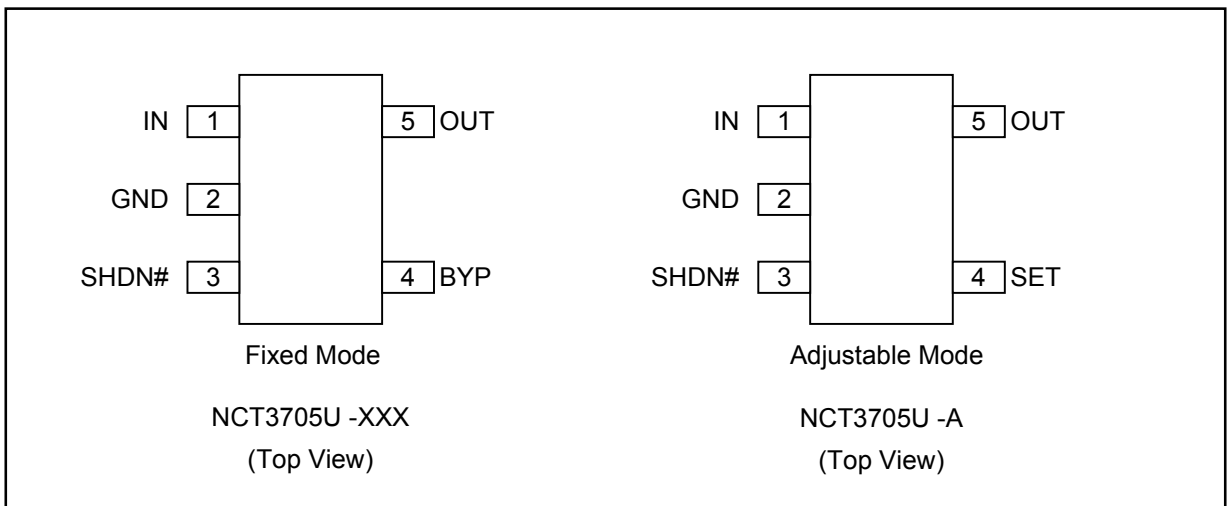 IN 1 5 OUT
GND 2
SHDN# 3 4 BYP
Fixed Mode
NCT3705U -XXX
(Top View)
IN 1 5 OUT
GND 2
SHDN# 3 4 SET
Adjustable Mode
NCT3705U -A
(Top View)